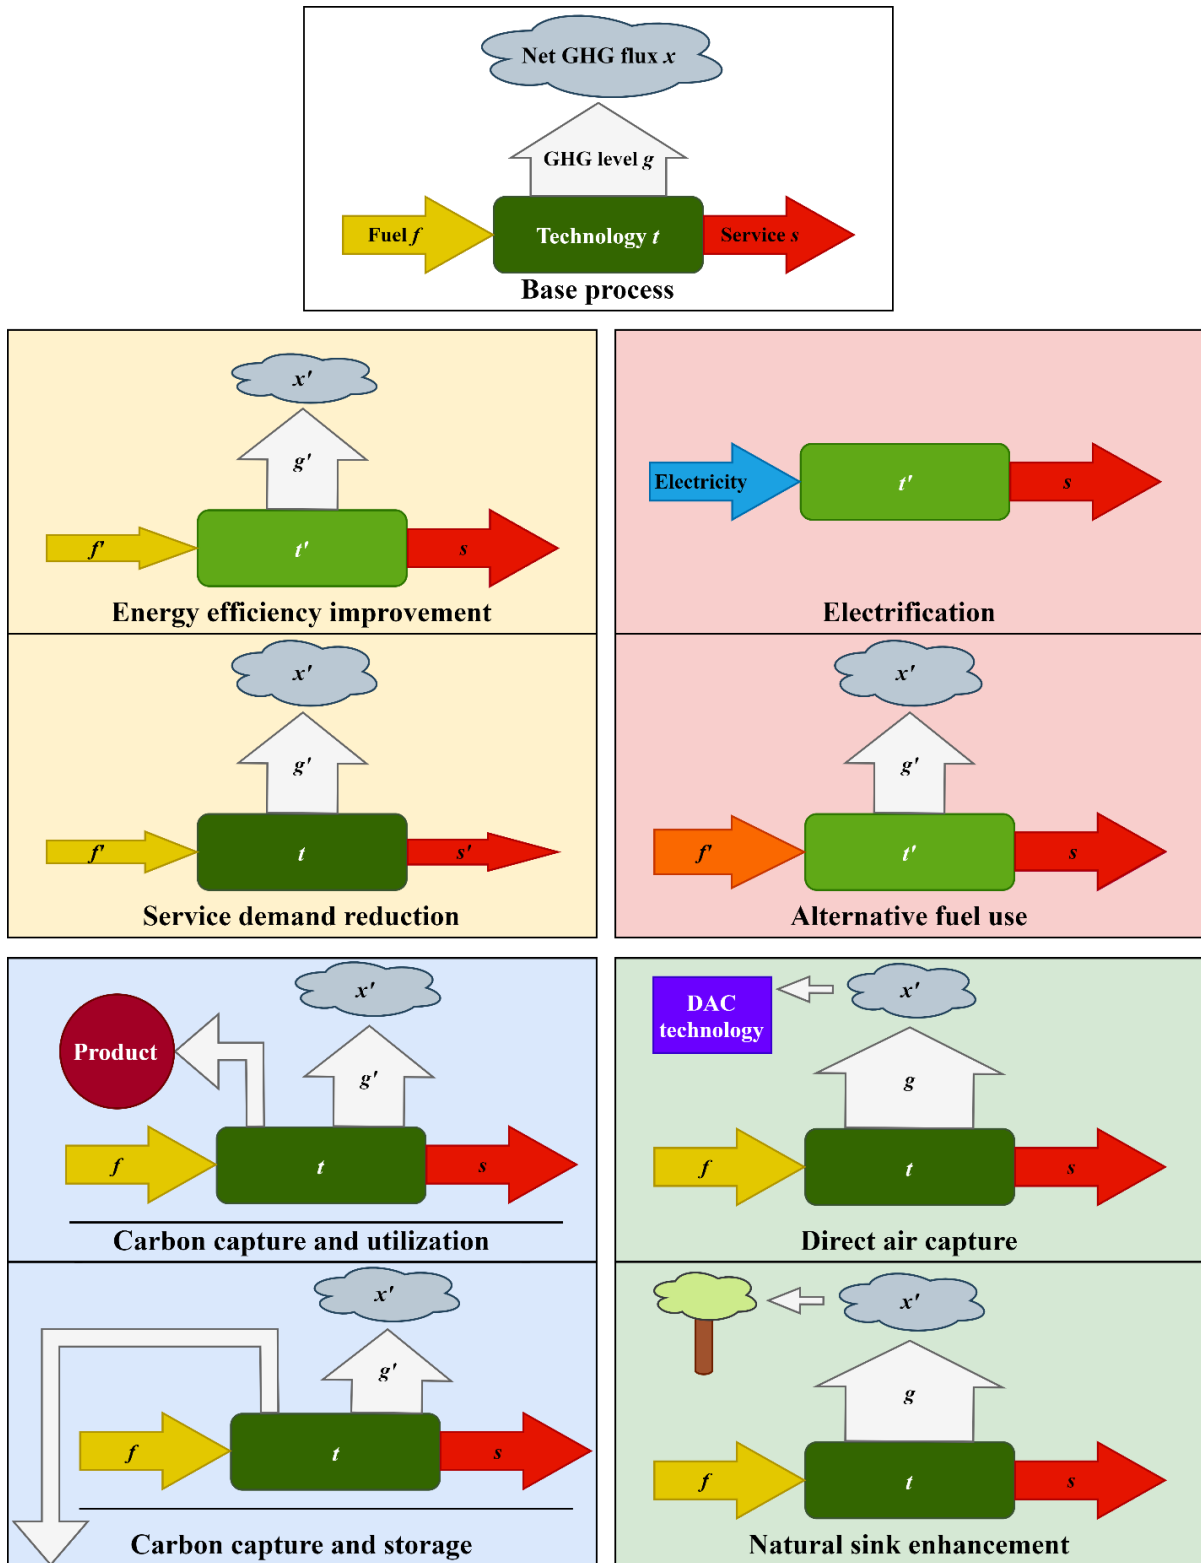 Net GHG flux x
GHG level g
Fuel f
Technology t
Service s
Base process
x'
g'
f'
t'
s
Energy efficiency improvement
Electricity
t'
s
Electrification
x'
g'
f'
t
s'
Service demand reduction
x'
g'
f'
t'
s
Alternative fuel use
x'
Product
g'
f
t
s
Carbon capture and utilization
DAC
technology
x'
g
f
t
s
Direct air capture
x'
g'
f
t
s
Carbon capture and storage
x'
g
f
t
s
Natural sink enhancement